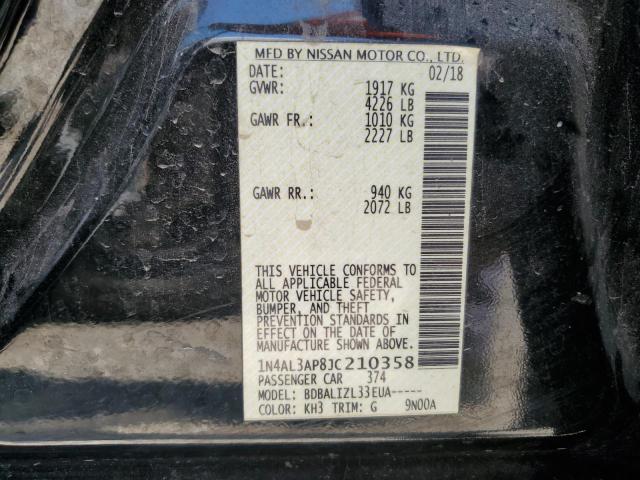 MFD BY NISSAN MOTOR CO., LTD.
DATE: 02/18
GVWR: 1917 KG
4226 LB
GAWR FR.: 1010 KG
2227 LB
GAWR RR.: 940 KG
2072 LB
THIS VEHICLE CONFORMS TO
ALL APPLICABLE FEDERAL
MOTOR VEHICLE SAFETY,
BUMPER, AND THEFT
PREVENTION STANDARDS IN
EFFECT ON THE DATE OF
MANUFACTURE SHOWN ABOVE.
1N4AL3AP8JC210358
PASSENGER CAR 374
MODEL: BDBALIZL33EUA-----
COLOR: KH3 TRIM: G 9N00A